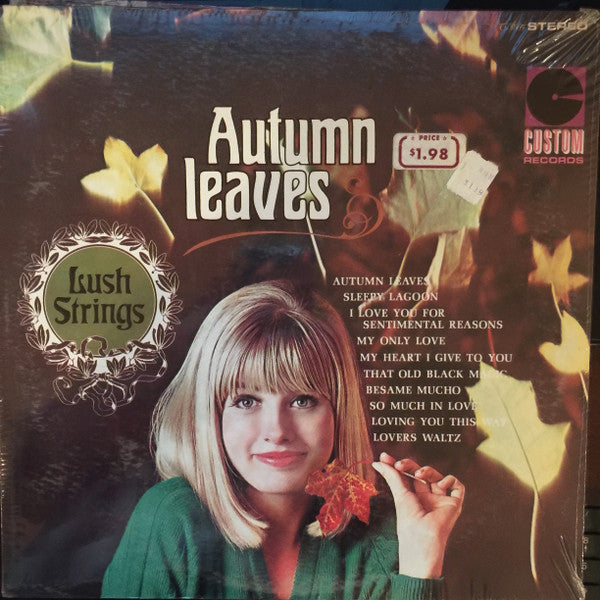 STEREO
CUSTOM
RECORDS
Autumn
leaves
PRICE
$1.98
Lush
Strings
AUTUMN LEAVES
SLEEPY LAGOON
I LOVE YOU FOR
SENTIMENTAL REASONS
MY ONLY LOVE
MY HEART I GIVE TO YOU
THAT OLD BLACK MAGIC
BESAME MUCHO
SO MUCH IN LOVE
LOVING YOU THIS WAY
LOVERS WALTZ